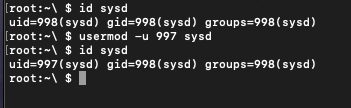 [root:~\ $ id sysd
uid=998(sysd) gid=998(sysd) groups=998(sysd)
[root:~\ $ usermod -u 997 sysd
[root:~\ $ id sysd
uid=997(sysd) gid=998(sysd) groups=998(sysd)
root:~\ $